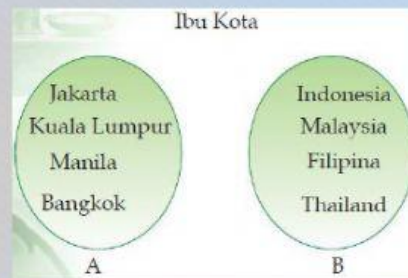 Ibu Kota
Jakarta
Kuala Lumpur
Manila
Bangkok
A
Indonesia
Malaysia
Filipina
Thailand
B